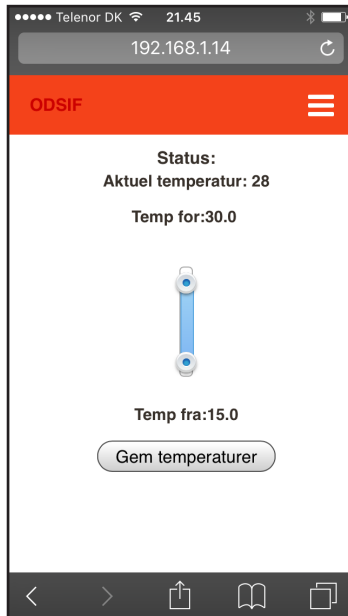 Telenor DK 21.45
192.168.1.14
ODSIF
Status:
Aktuel temperatur: 28
Temp for:30.0
Temp fra:15.0
Gem temperaturer